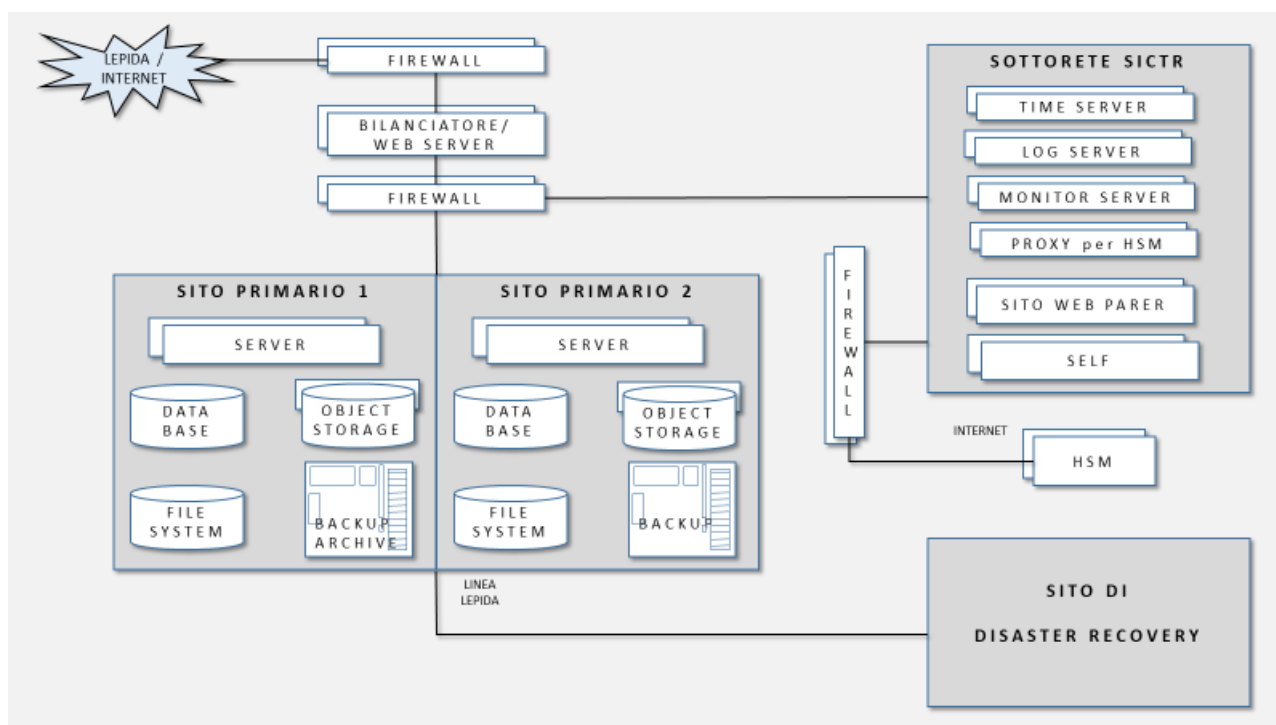 LEPIDA /
INTERNET
FIREWALL
BILANCIATORE/
WEB SERVER
FIREWALL
SOTTORETE SICTR
TIME SERVER
LOG SERVER
MONITOR SERVER
PROXY per HSM
SITO WEB PARER
SELF
FIREWALL
INTERNET
HSM
SITO PRIMARIO 1
SERVER
DATA
BASE
OBJECT
STORAGE
FILE
SYSTEM
BACKUP
ARCHIVE
SITO PRIMARIO 2
SERVER
DATA
BASE
OBJECT
STORAGE
FILE
SYSTEM
BACKUP
LINEA
LEPIDA
SITO DI
DISASTER RECOVERY